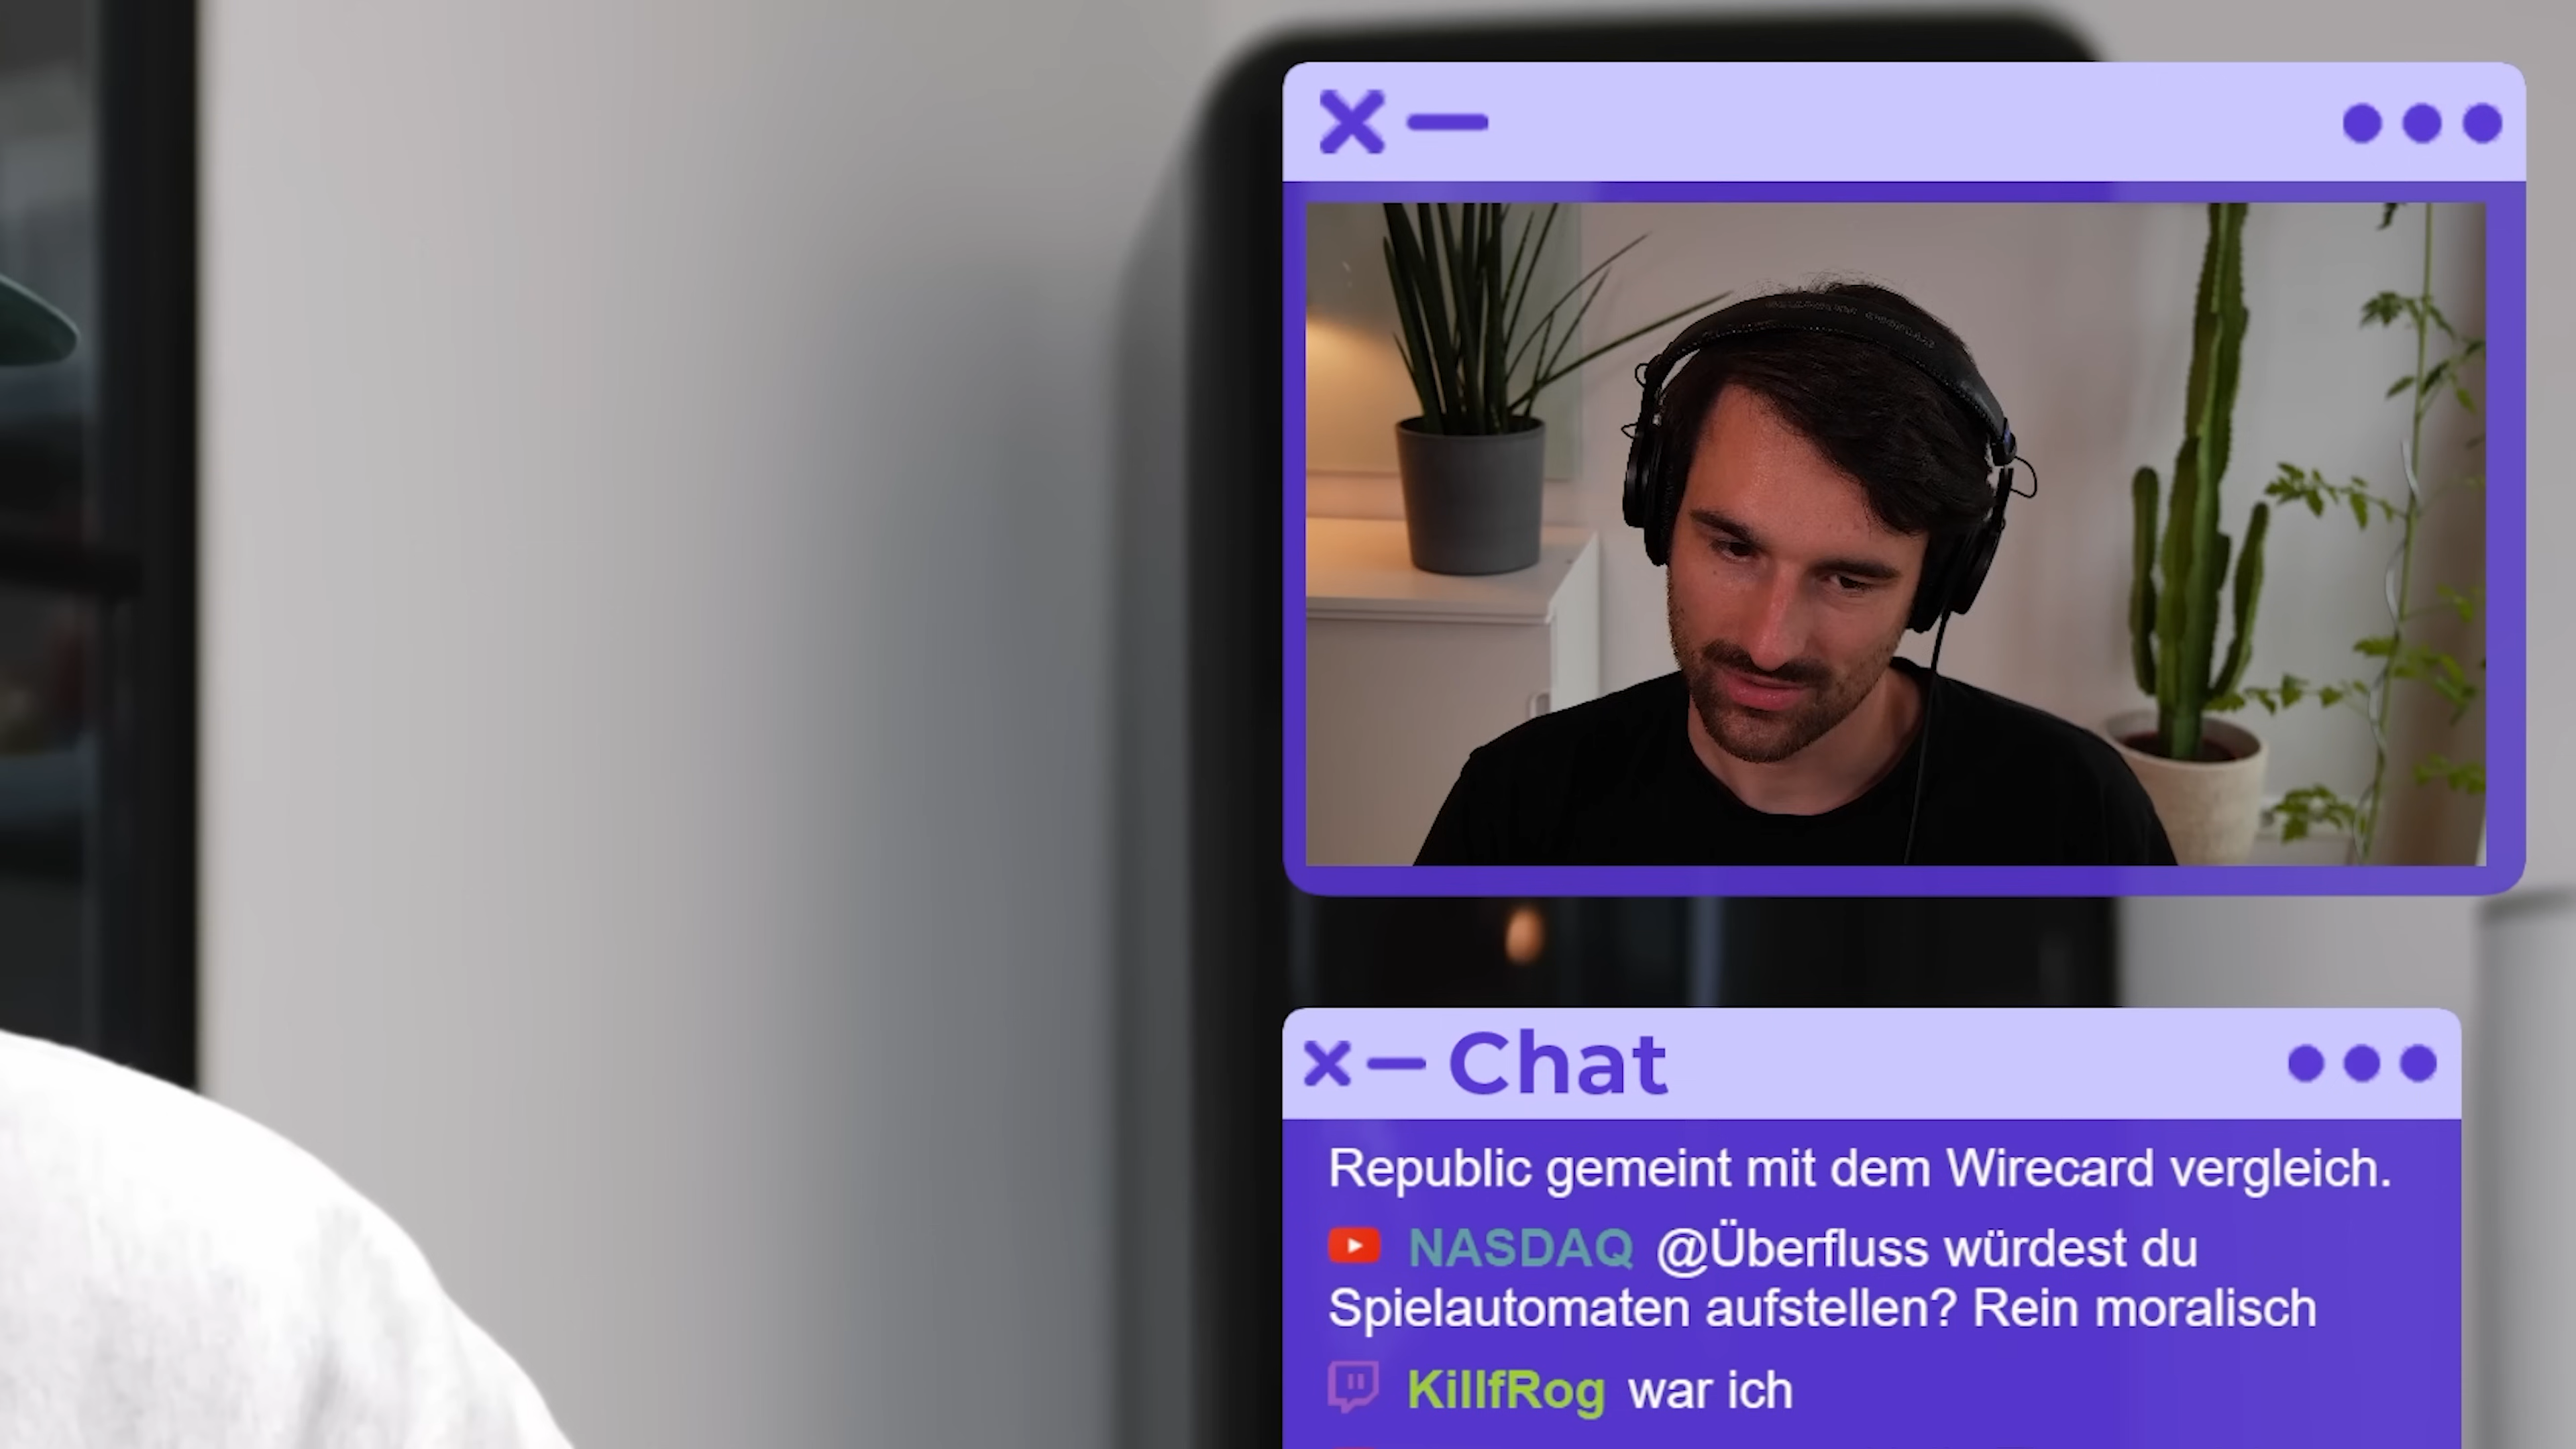 Chat
Republic gemeint mit dem Wirecard vergleich.
NASDAQ @Überfluss würdest du
Spielautomaten aufstellen? Rein moralisch
KillfRog war ich